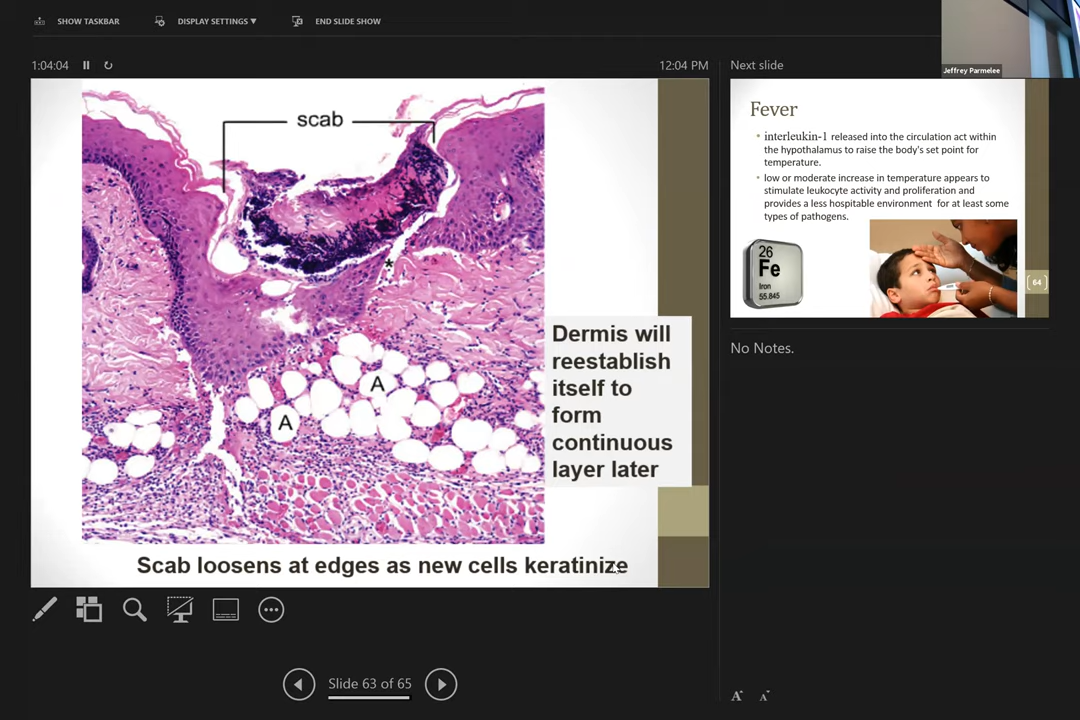 SHOW TASKBAR
DISPLAY SETTINGS ▼
END SLIDE SHOW
Jeffrey Parmelee
1:04:04
12:04 PM
scab
*
A
A
Dermis will
reestablish
itself to
form
continuous
layer later
Scab loosens at edges as new cells keratinize
Next slide
Fever
• interleukin-1 released into the circulation act within
the hypothalamus to raise the body's set point for
temperature.
• low or moderate increase in temperature appears to
stimulate leukocyte activity and proliferation and
provides a less hospitable environment for at least some
types of pathogens.
26
Fe
Iron
55.845
64
No Notes.
Slide 63 of 65
A
A